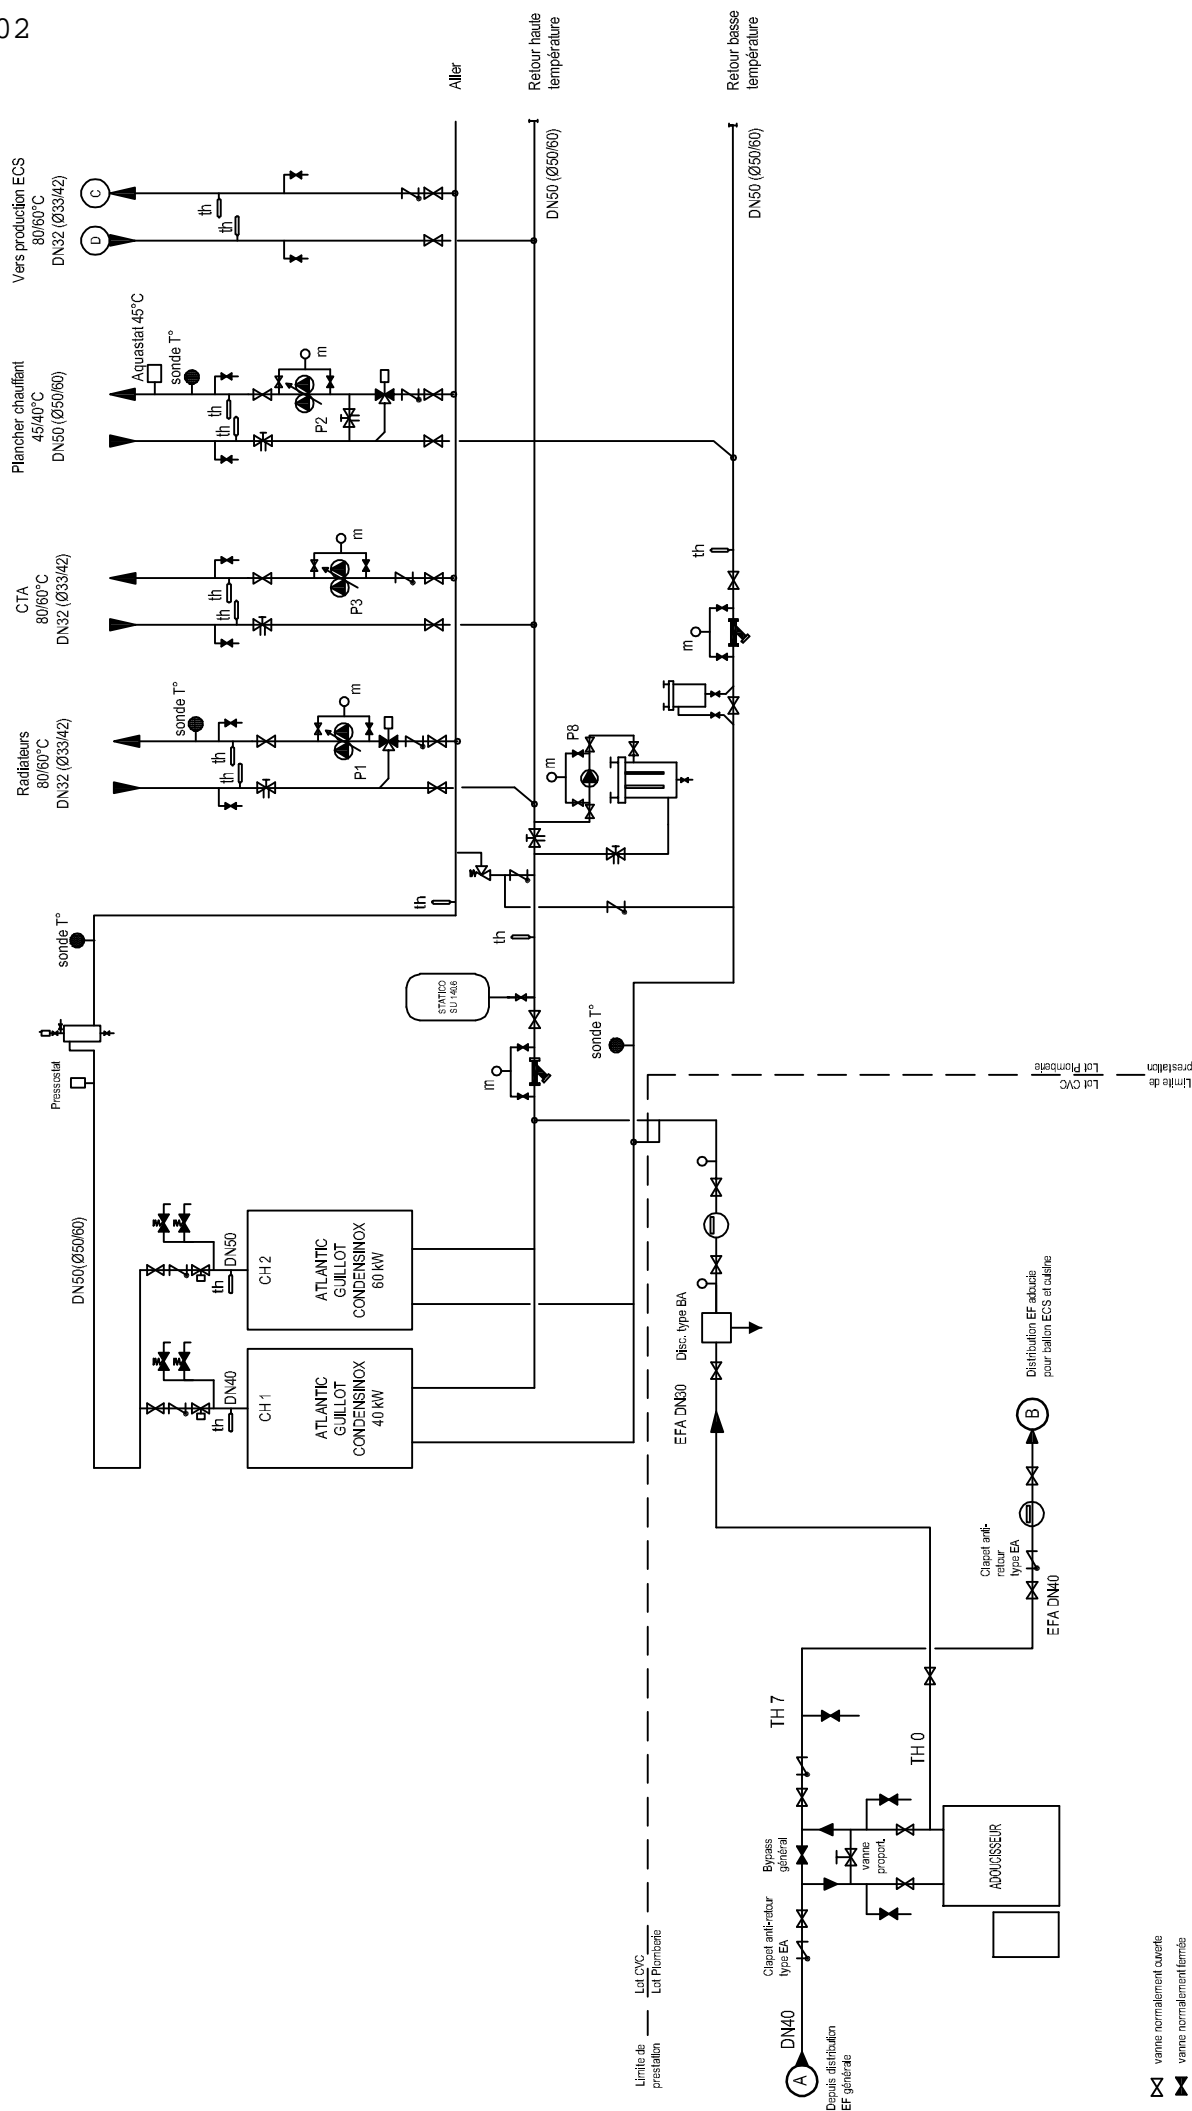 02
Vers production ECS
80/60°C
DN32 (Ø33/42)
C
D
th
th
Aller
Retour haute
température
DN50 (Ø50/60)
Retour basse
température
DN50 (Ø50/60)
Plancher chauffant
45/40°C
DN50 (Ø50/60)
Aquastat 45°C
sonde T°
th
th
m
P2
CTA
80/60°C
DN32 (Ø33/42)
th
th
m
P3
Radiateurs
80/60°C
DN32 (Ø33/42)
sonde T°
th
th
m
P1
th
m
m
P8
sonde T°
th
th
Pressostat
STATICO
SU 140.6
m
sonde T°
DN50(Ø50/60)
th
DN50
CH2
ATLANTIC
GUILLOT
CONDENSINOX
60 kW
th
DN40
CH1
ATLANTIC
GUILLOT
CONDENSINOX
40 kW
Limite de
prestation
Lot CVC
Lot Plomberie
Disc. type BA
EFA DN30
Distribution EF adoucie
pour ballon ECS et cuisine
B
Clapet anti-
retour
type EA
EFA DN40
TH 7
TH 0
Bypass
général
vanne
proport.
ADOUCISSEUR
Clapet anti-retour
type EA
DN40
A
Depuis distribution
EF générale
Limite de
prestation
Lot CVC
Lot Plomberie
vanne normalement ouverte
vanne normalement fermée